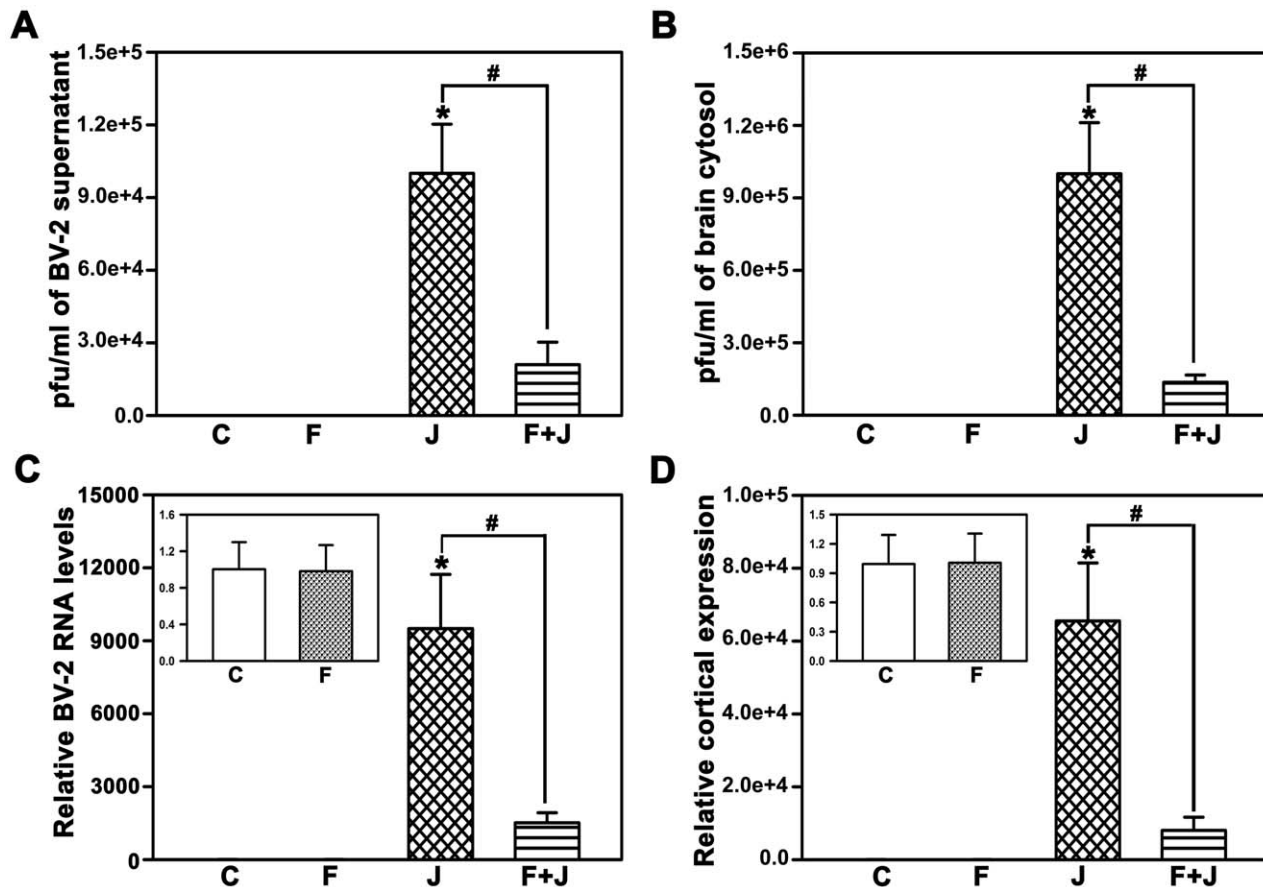 A
pfu/ml of BV-2 supernatant
1.5e+5
1.2e+5
9.0e+4
6.0e+4
3.0e+4
0.0
*
#
C F J F+J
B
pfu/ml of brain cytosol
1.5e+6
1.2e+6
9.0e+5
6.0e+5
3.0e+5
0.0
*
#
C F J F+J
C
Relative BV-2 RNA levels
15000
12000
9000
6000
3000
0
1.6
1.2
0.8
0.4
0.0
C F
*
#
C F J F+J
D
Relative cortical expression
1.0e+5
8.0e+4
6.0e+4
4.0e+4
2.0e+4
0.0
1.5
1.2
0.9
0.6
0.3
0.0
C F
*
#
C F J F+J